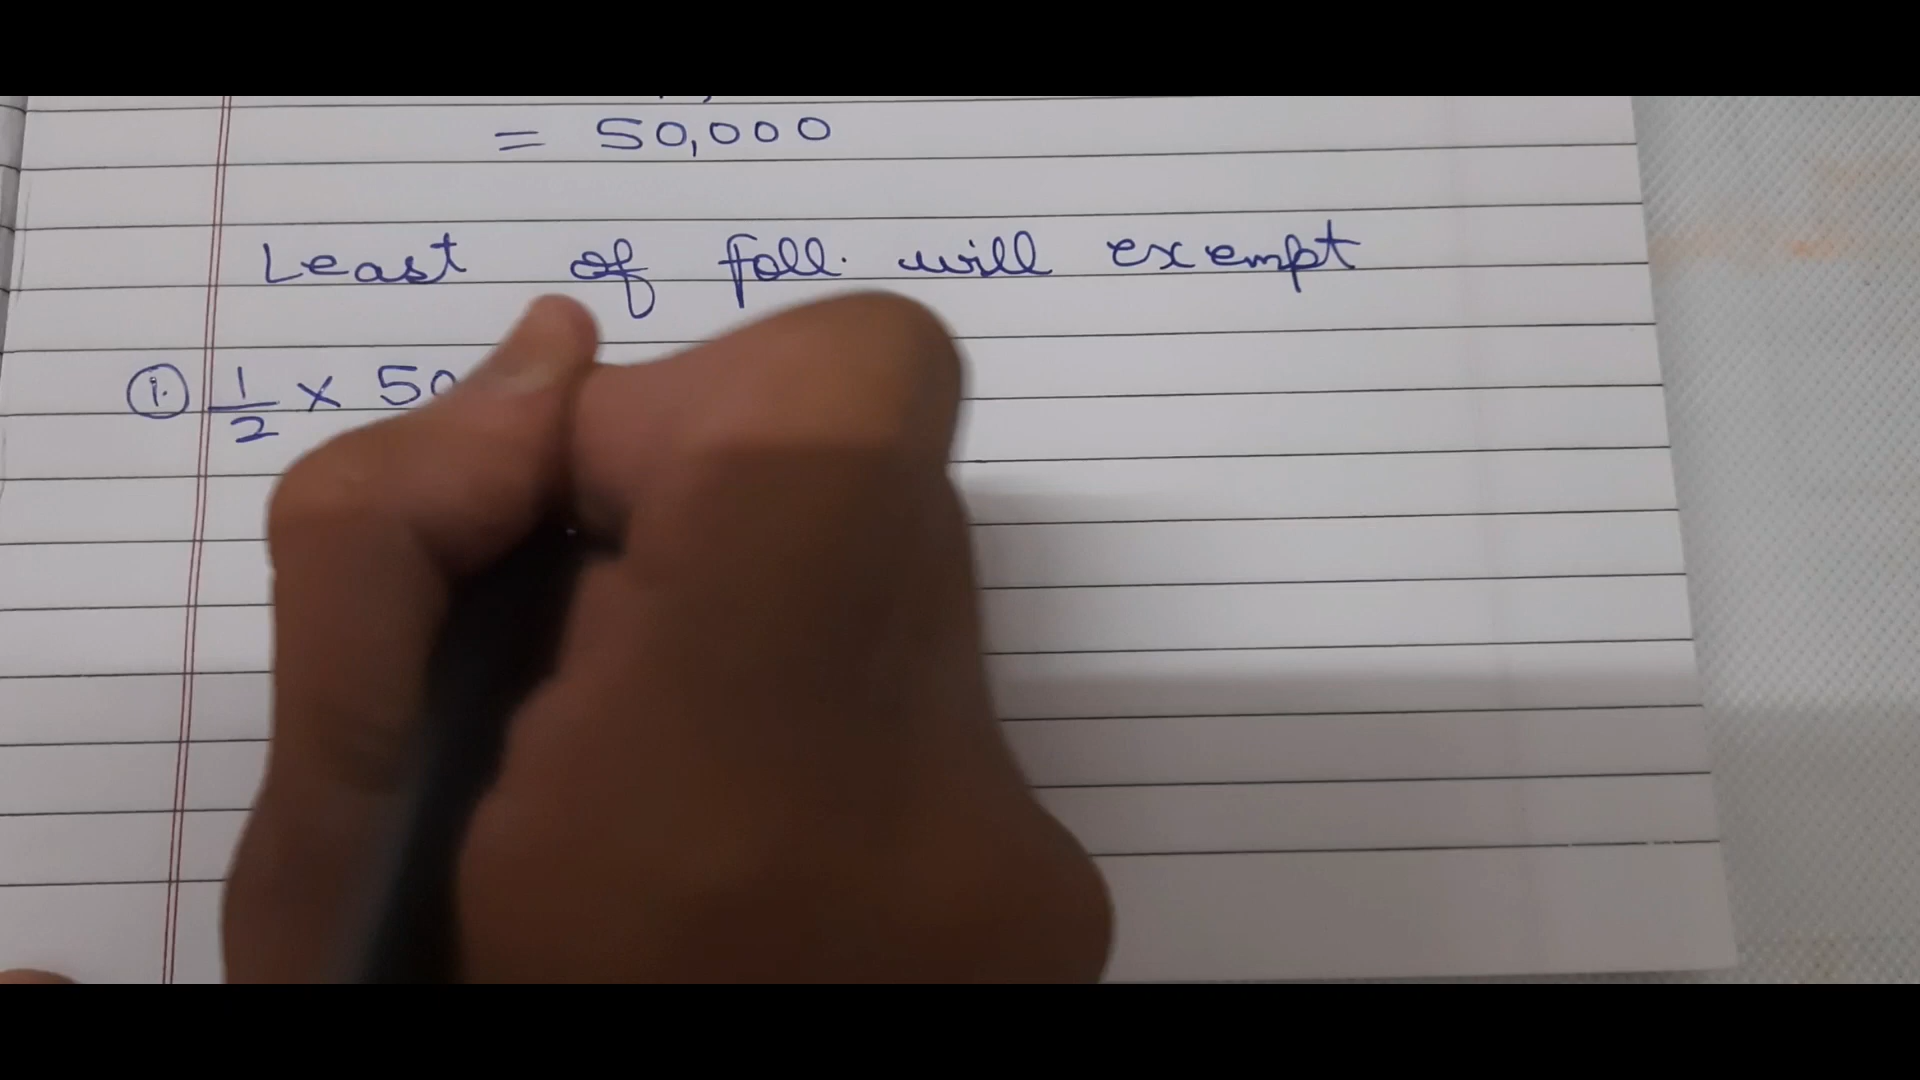 = 50,000
Least of foll. will exempt
i. 1/2 x 50